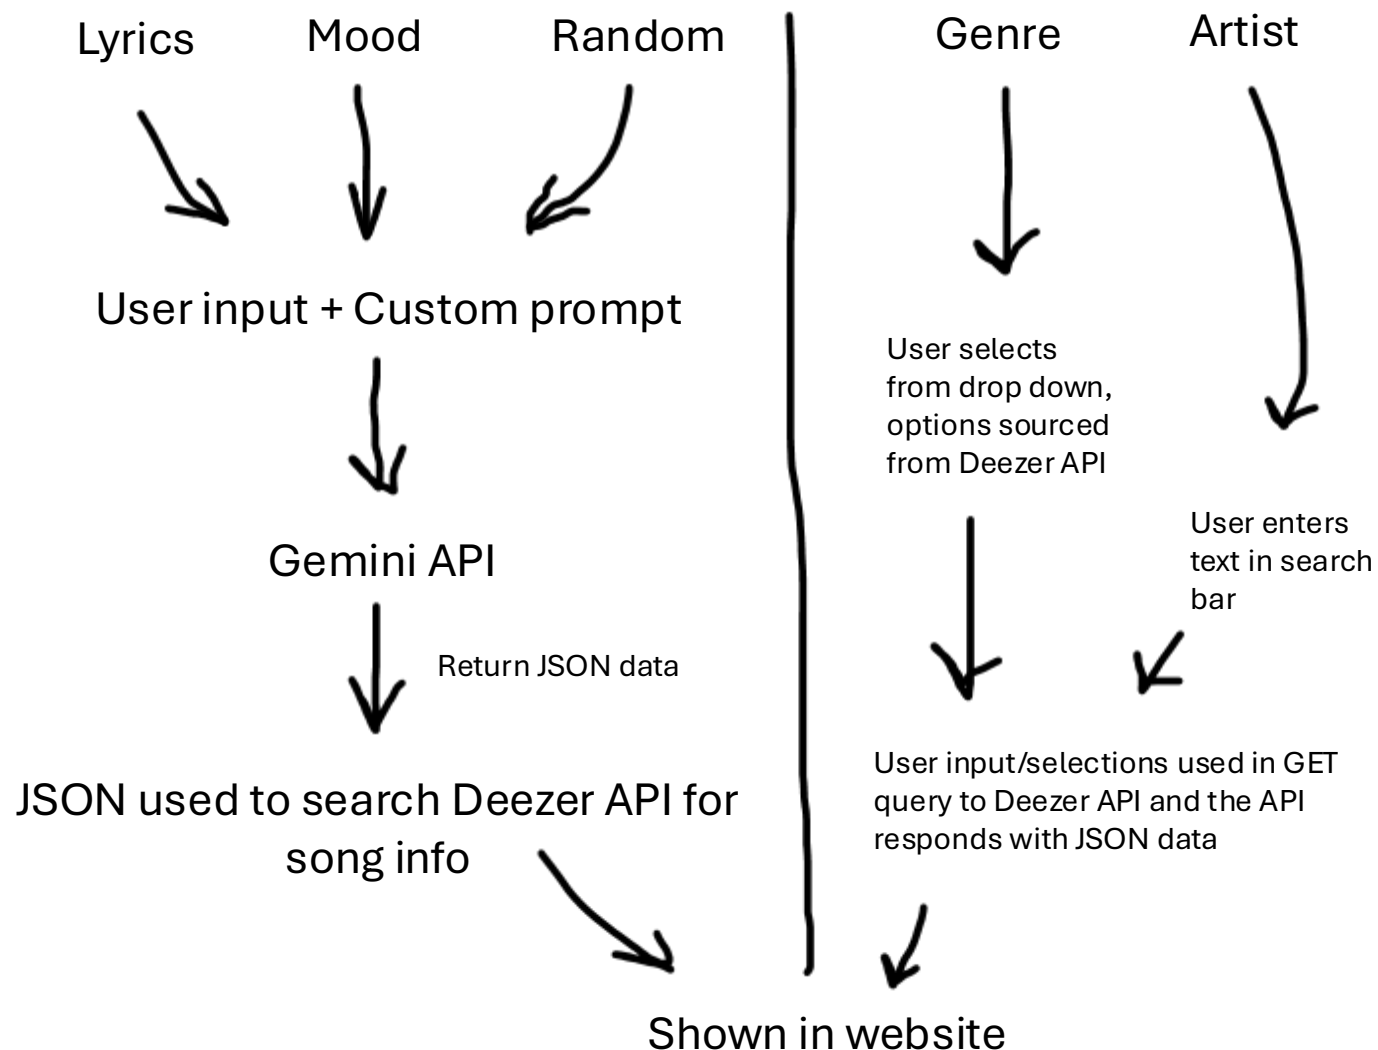 Lyrics
Mood
Random
Genre
Artist
User input + Custom prompt
User selects
from drop down,
options sourced
from Deezer API
Gemini API
User enters
text in search
bar
Return JSON data
JSON used to search Deezer API for
song info
User input/selections used in GET
query to Deezer API and the API
responds with JSON data
Shown in website